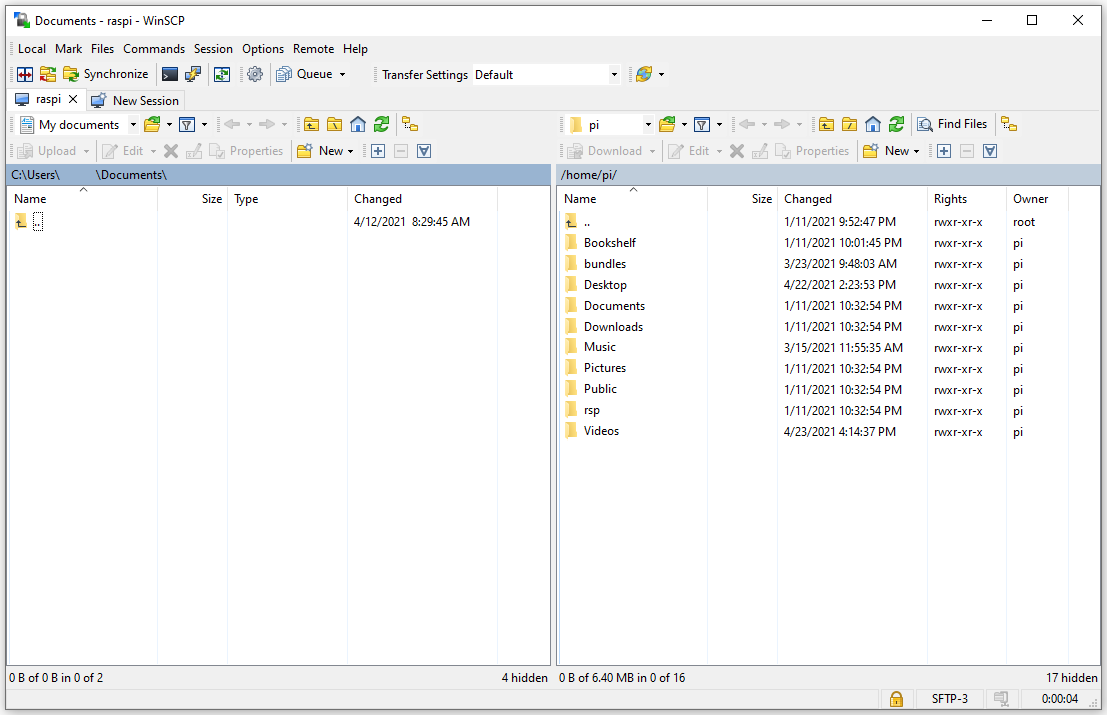 Documents - raspi - WinSCP
Local Mark Files Commands Session Options Remote Help
Synchronize Queue Transfer Settings Default
raspi New Session
My documents pi Find Files
Upload Edit Properties New Download Edit Properties New
C:\Users\ \Documents\ /home/pi/
Name Size Type Changed Name Size Changed Rights Owner
.. 4/12/2021 8:29:45 AM .. 1/11/2021 9:52:47 PM rwxr-xr-x root
Bookshelf 1/11/2021 10:01:45 PM rwxr-xr-x pi
bundles 3/23/2021 9:48:03 AM rwxr-xr-x pi
Desktop 4/22/2021 2:23:53 PM rwxr-xr-x pi
Documents 1/11/2021 10:32:54 PM rwxr-xr-x pi
Downloads 1/11/2021 10:32:54 PM rwxr-xr-x pi
Music 3/15/2021 11:55:35 AM rwxr-xr-x pi
Pictures 1/11/2021 10:32:54 PM rwxr-xr-x pi
Public 1/11/2021 10:32:54 PM rwxr-xr-x pi
rsp 1/11/2021 10:32:54 PM rwxr-xr-x pi
Videos 4/23/2021 4:14:37 PM rwxr-xr-x pi
0 B of 0 B in 0 of 2 4 hidden 0 B of 6.40 MB in 0 of 16 17 hidden
SFTP-3 0:00:04